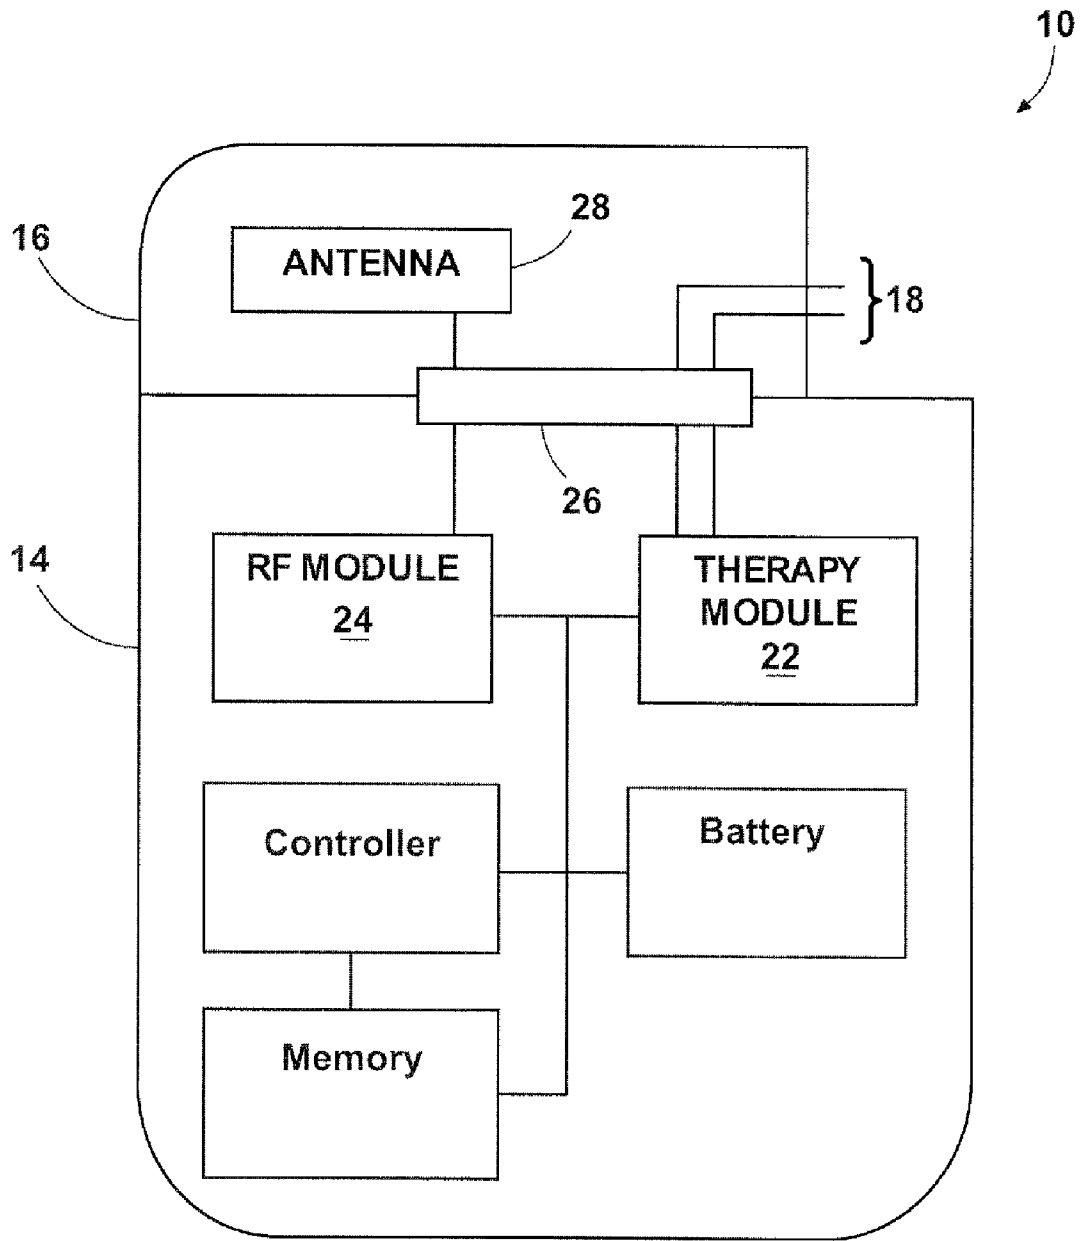 10
28
16
ANTENNA
18
26
14
RF MODULE
24
THERAPY
MODULE
22
Controller
Battery
Memory